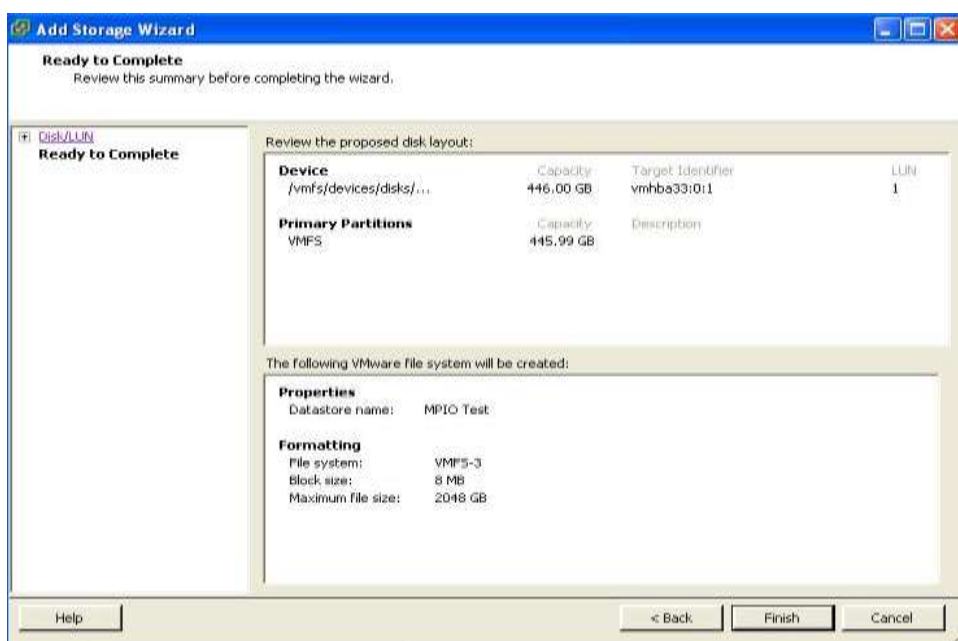 Add Storage Wizard
Ready to Complete
Review this summary before completing the wizard.
Disk/LUN
Ready to Complete
Review the proposed disk layout:
Device Capacity Target Identifier LUN
/vmfs/devices/disks/... 446.00 GB vmhba33:0:1 1
Primary Partitions Capacity Description
VMFS 445.99 GB
The following VMware file system will be created:
Properties
Datastore name: MPIO Test
Formatting
File system: VMFS-3
Block size: 8 MB
Maximum file size: 2048 GB
Help < Back Finish Cancel